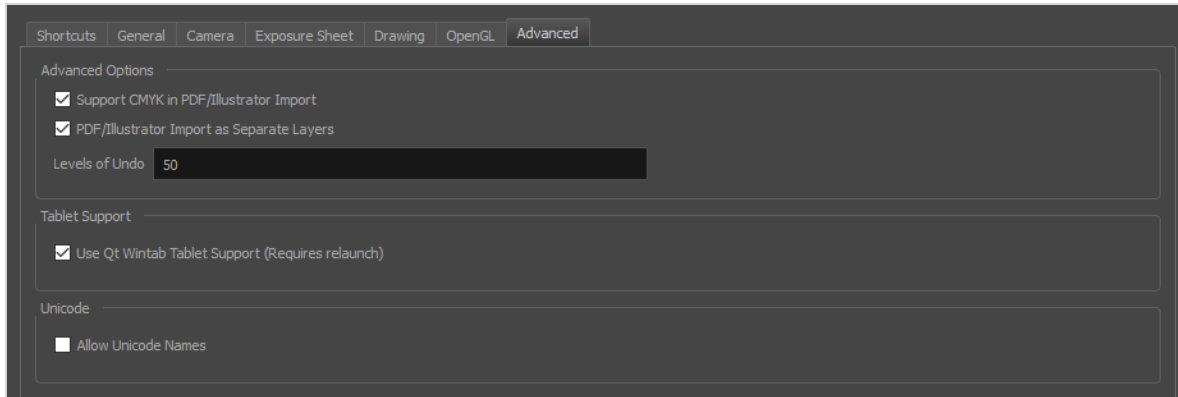 Shortcuts General Camera Exposure Sheet Drawing OpenGL Advanced
Advanced Options
Support CMYK in PDF/Illustrator Import
PDF/Illustrator Import as Separate Layers
Levels of Undo 50
Tablet Support
Use Qt Wintab Tablet Support (Requires relaunch)
Unicode
Allow Unicode Names